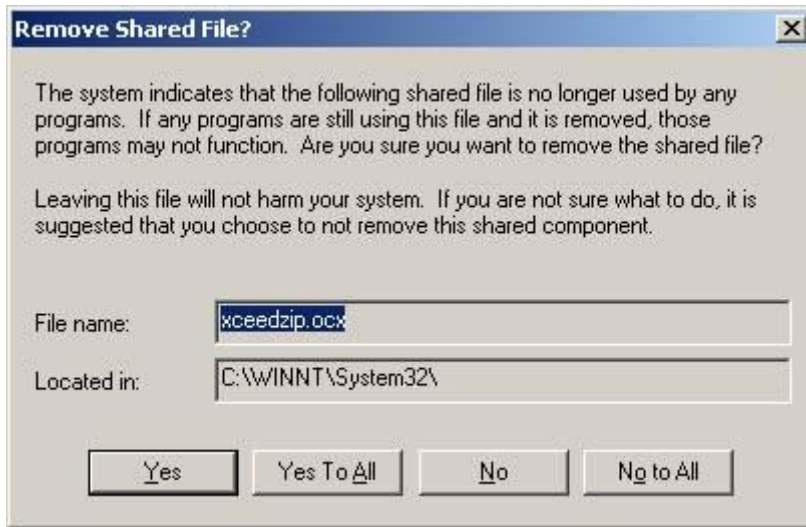 Remove Shared File?
The system indicates that the following shared file is no longer used by any
programs. If any programs are still using this file and it is removed, those
programs may not function. Are you sure you want to remove the shared file?
Leaving this file will not harm your system. If you are not sure what to do, it is
suggested that you choose to not remove this shared component.
File name: xceedzip.ocx
Located in: C:\WINNT\System32\
Yes Yes To All No No to All